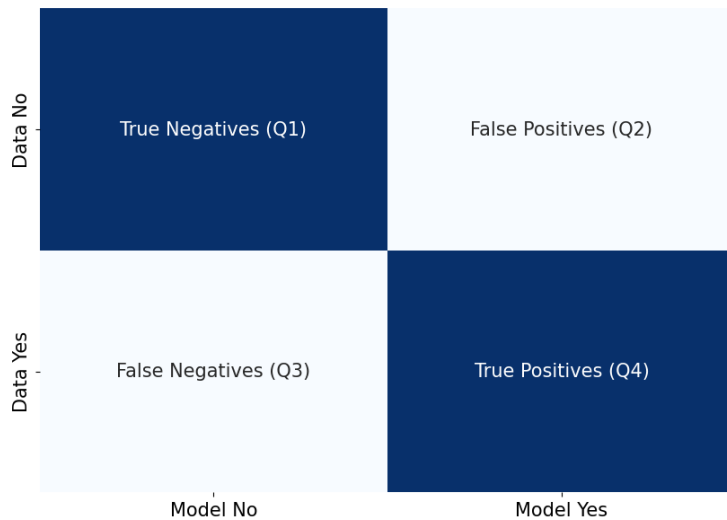 Data No
True Negatives (Q1)
False Positives (Q2)
Data Yes
False Negatives (Q3)
True Positives (Q4)
Model No
Model Yes